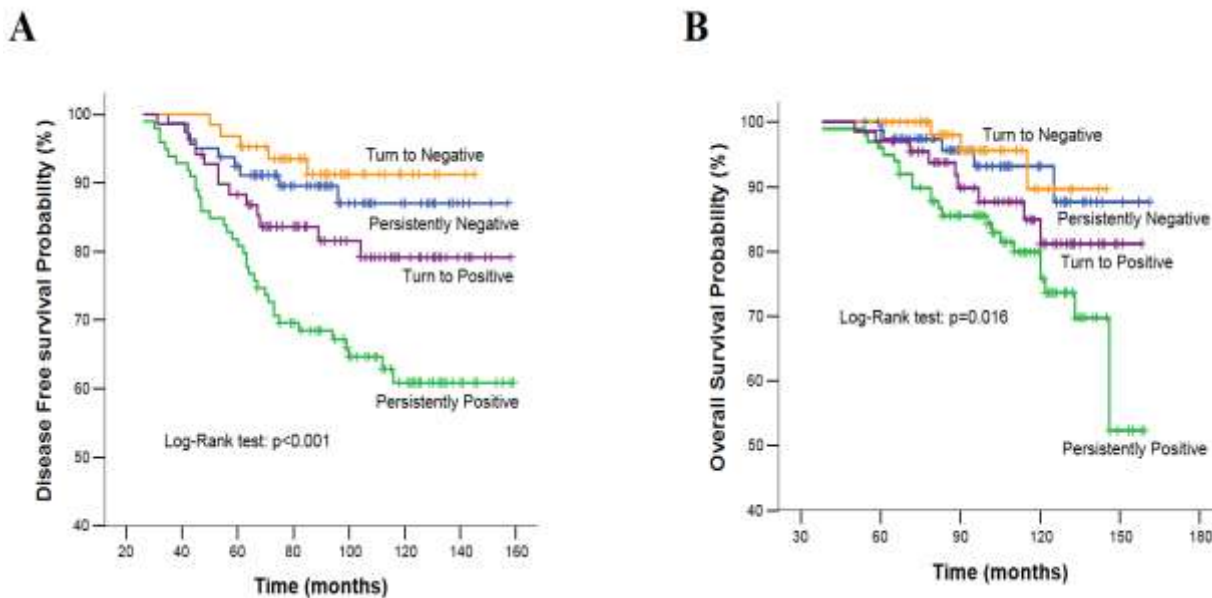 A
Disease Free survival Probability (% )
100
90
80
70
60
50
40
Turn to Negative
Persistently Negative
Turn to Positive
Persistently Positive
Log-Rank test: p<0.001
20 40 60 80 100 120 140 160
Time (months)
B
Overall Survival Probability (% )
100
90
80
70
60
50
40
Turn to Negative
Persistently Negative
Turn to Positive
Log-Rank test: p=0.016
Persistently Positive
30 60 90 120 150 180
Time (months)